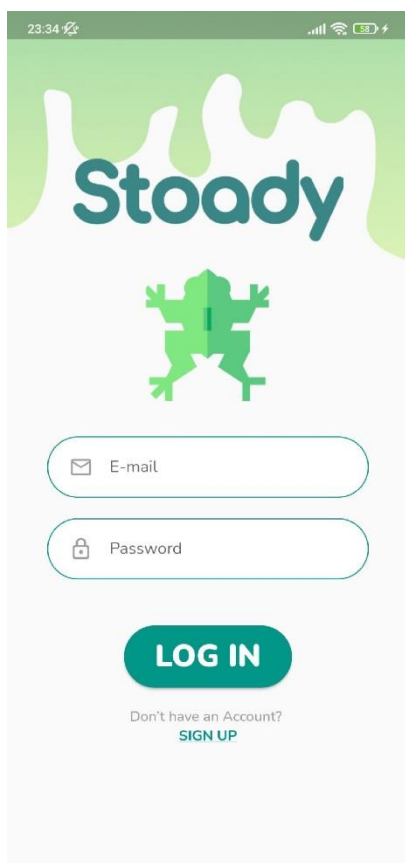 23:34
58
Stoady
E-mail
Password
LOG IN
Don't have an Account?
SIGN UP